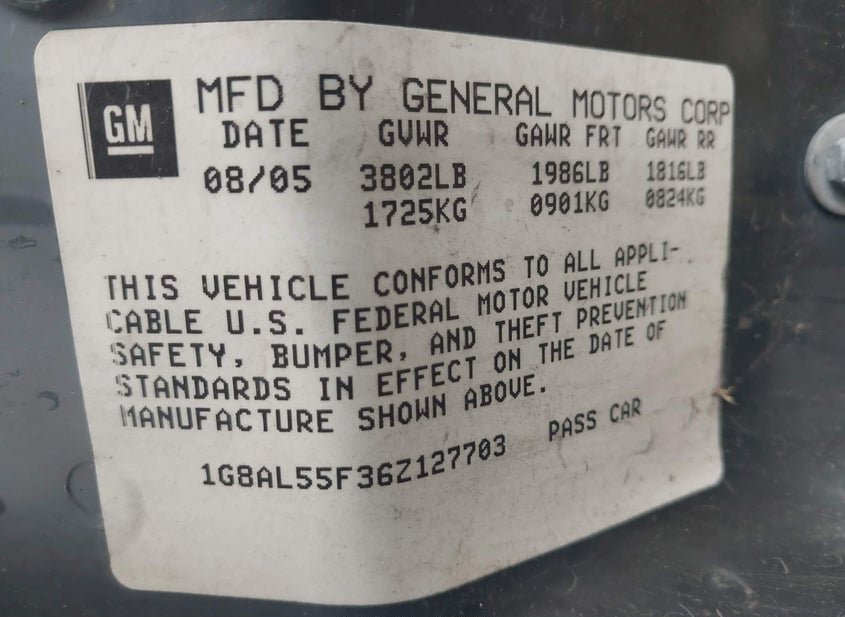 GM
MFD BY GENERAL MOTORS CORP
DATE GVWR GAWR FRT GAWR RR
08/05 3802LB 1986LB 1816LB
1725KG 0901KG 0824KG
THIS VEHICLE CONFORMS TO ALL APPLI-
CABLE U.S. FEDERAL MOTOR VEHICLE
SAFETY, BUMPER, AND THEFT PREVENTION
STANDARDS IN EFFECT ON THE DATE OF
MANUFACTURE SHOWN ABOVE.
1G8AL55F36Z127703 PASS CAR